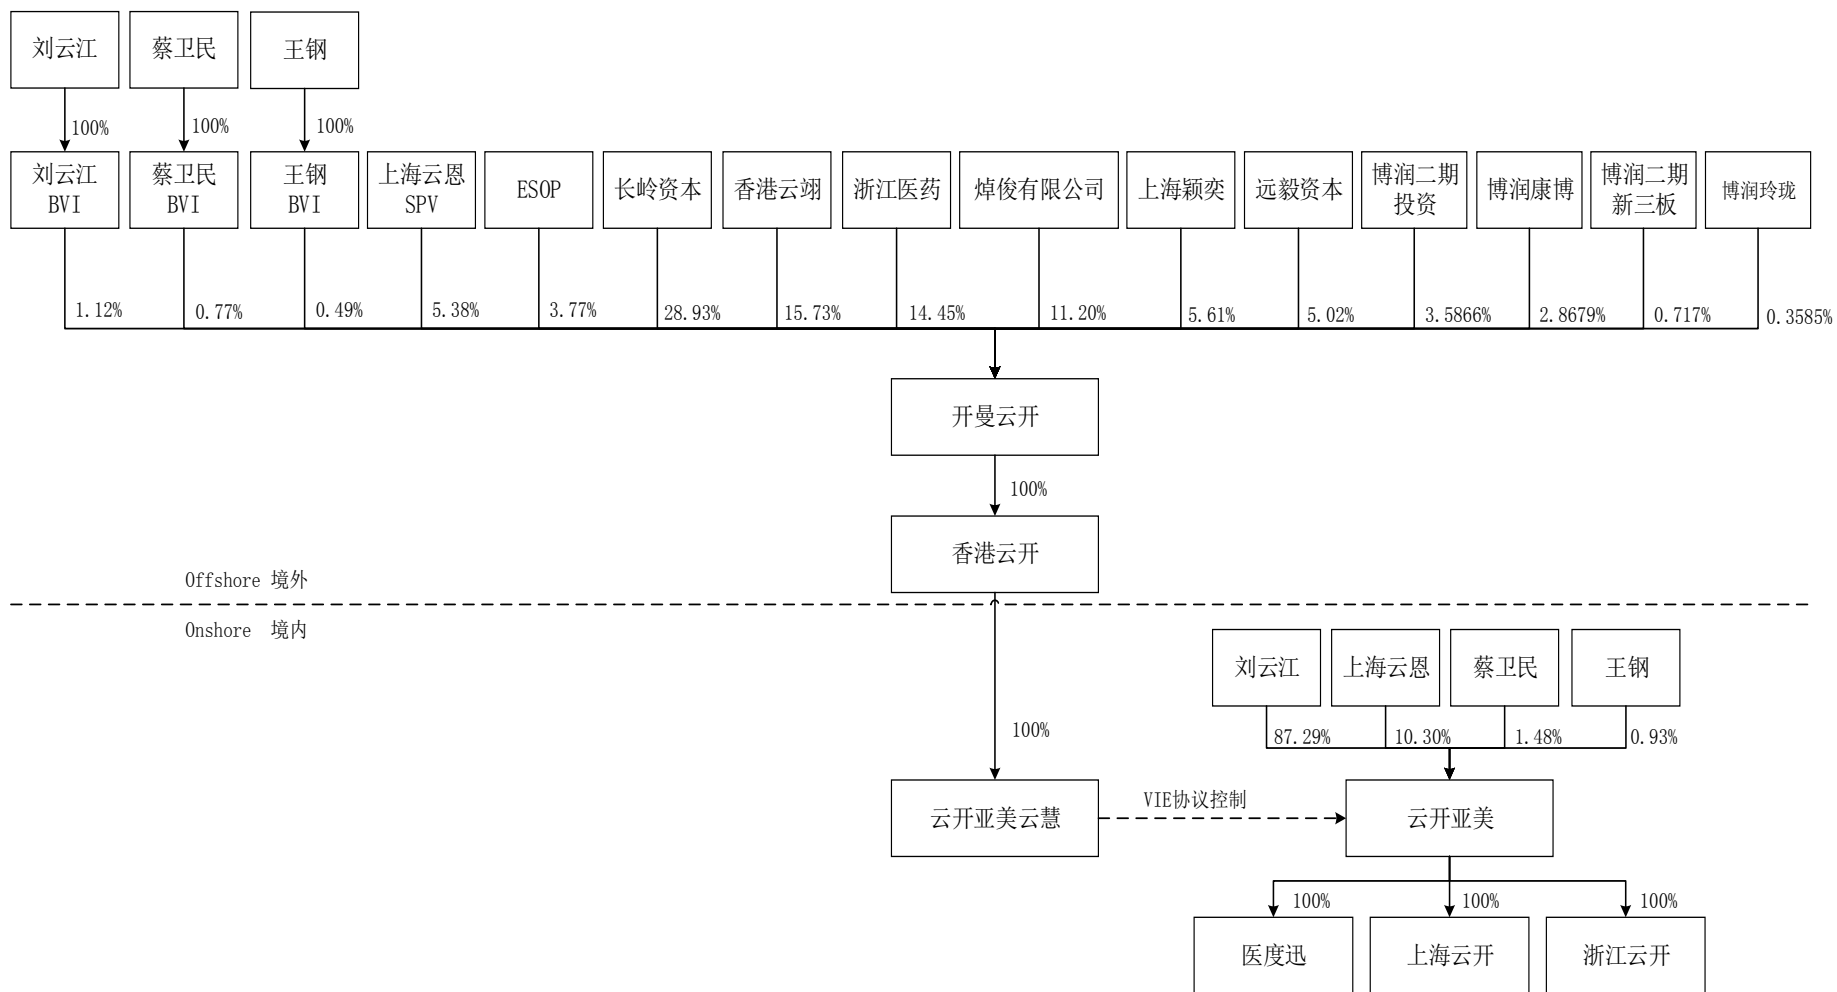 刘云江
蔡卫民
王钢
100%
100%
100%
刘云江
BVI
蔡卫民
BVI
王钢
BVI
上海云恩
SPV
ESOP
长岭资本
香港云翊
浙江医药
焯俊有限公司
上海颖奕
远毅资本
博润二期
投资
博润康博
博润二期
新三板
博润玲珑
1.12%
0.77%
0.49%
5.38%
3.77%
28.93%
15.73%
14.45%
11.20%
5.61%
5.02%
3.5866%
2.8679%
0.717%
0.3585%
开曼云开
100%
香港云开
Offshore 境外
Onshore 境内
刘云江
上海云恩
蔡卫民
王钢
100%
87.29%
10.30%
1.48%
0.93%
云开亚美云慧
VIE协议控制
云开亚美
100%
100%
100%
医度迅
上海云开
浙江云开